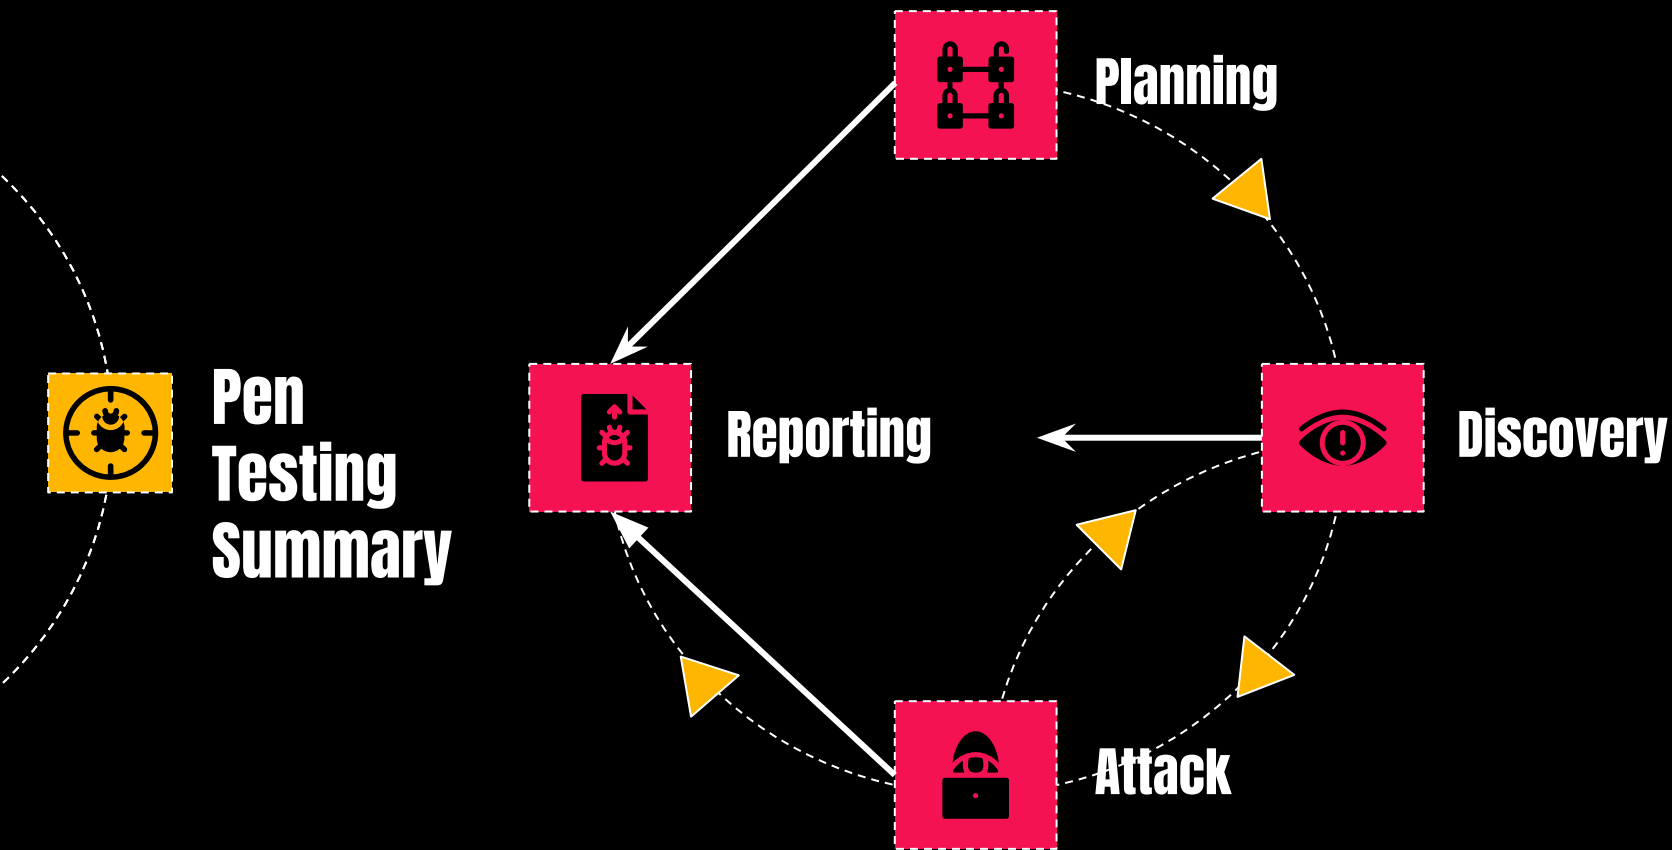 Planning
Pen
Testing
Summary
Reporting
Discovery
Attack